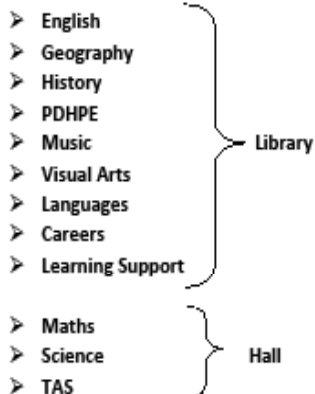 ➢ English
➢ Geography
➢ History
➢ PDHPE
➢ Music Library
➢ Visual Arts
➢ Languages
➢ Careers
➢ Learning Support
➢ Maths
➢ Science Hall
➢ TAS